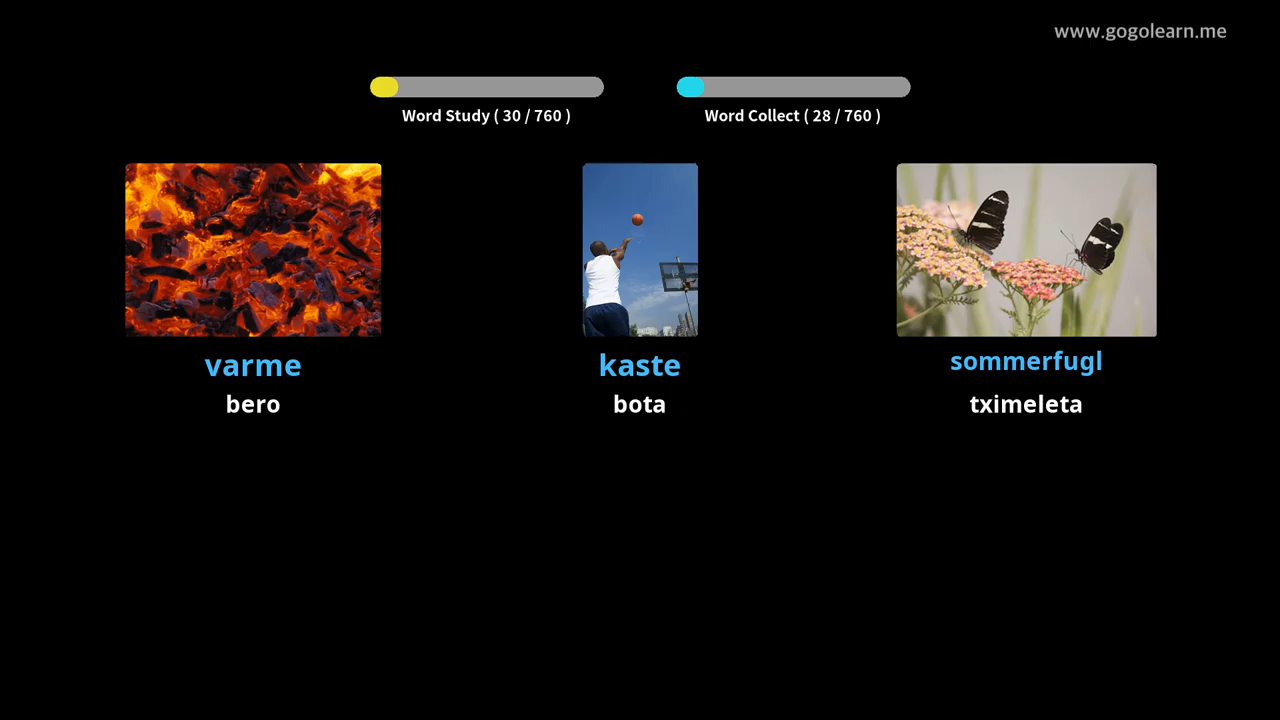 www.gogolearn.me
Word Study ( 30 / 760 )
Word Collect ( 28 / 760 )
varme
bero
kaste
bota
sommerfugl
tximeleta